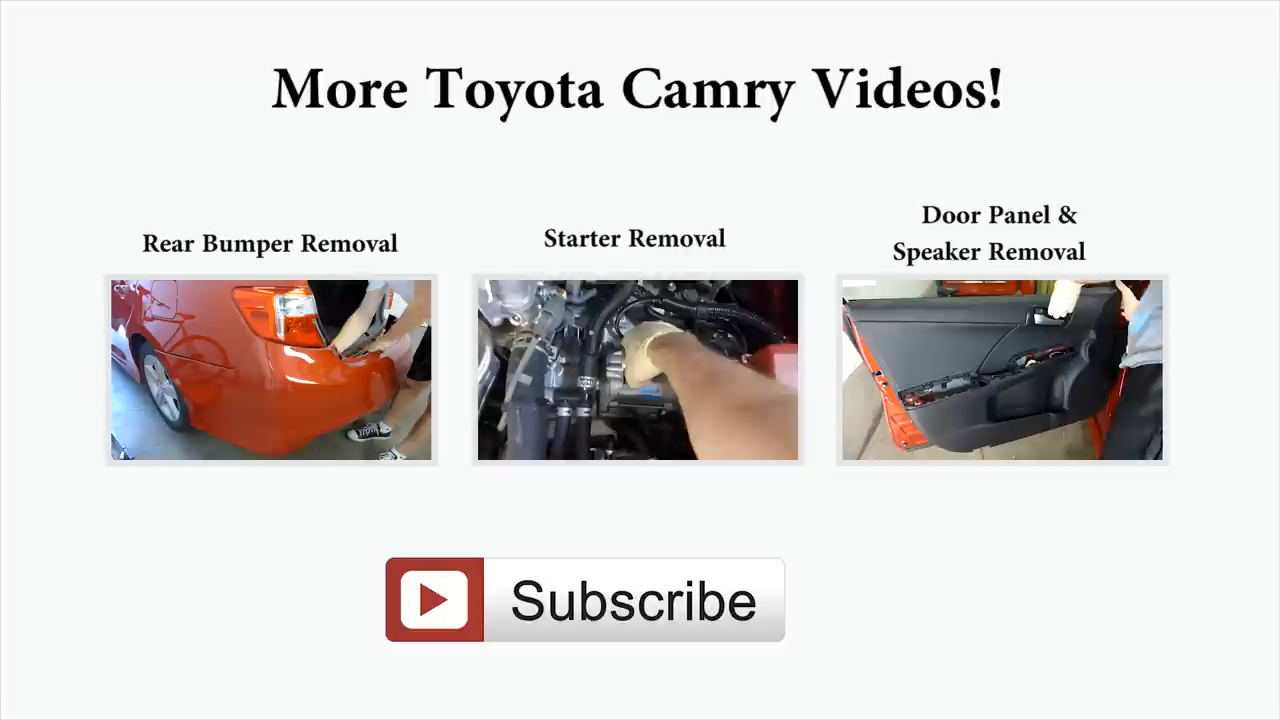 More Toyota Camry Videos!
Rear Bumper Removal
Starter Removal
Door Panel &
Speaker Removal
Subscribe